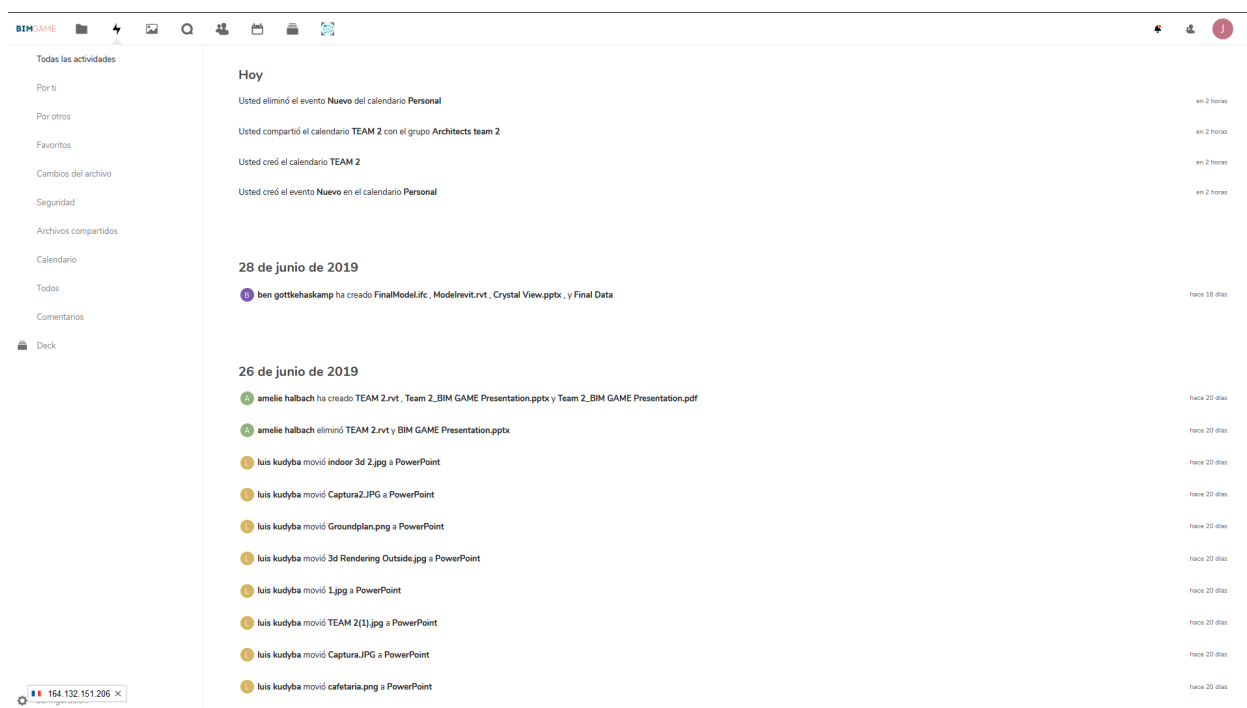 BIMGAME
J
Todas las actividades
Por ti
Por otros
Favoritos
Cambios del archivo
Seguridad
Archivos compartidos
Calendario
Todos
Comentarios
Deck
164.132.151.206 ×
Hoy
Usted eliminó el evento Nuevo del calendario Personal en 2 horas
Usted compartió el calendario TEAM 2 con el grupo Architects team 2 en 2 horas
Usted creó el calendario TEAM 2 en 2 horas
Usted creó el evento Nuevo en el calendario Personal en 2 horas
28 de junio de 2019
B ben gottkehaskamp ha creado FinalModel.ifc , Modelrevit.rvt , Crystal View.pptx , y Final Data hace 18 días
26 de junio de 2019
A amelie halbach ha creado TEAM 2.rvt , Team 2_BIM GAME Presentation.pptx y Team 2_BIM GAME Presentation.pdf hace 20 días
A amelie halbach eliminó TEAM 2.rvt y BIM GAME Presentation.pptx hace 20 días
L luis kudyba movió indoor 3d 2.jpg a PowerPoint hace 20 días
L luis kudyba movió Captura2.JPG a PowerPoint hace 20 días
L luis kudyba movió Groundplan.png a PowerPoint hace 20 días
L luis kudyba movió 3d Rendering Outside.jpg a PowerPoint hace 20 días
L luis kudyba movió 1.jpg a PowerPoint hace 20 días
L luis kudyba movió TEAM 2(1).jpg a PowerPoint hace 20 días
L luis kudyba movió Captura.JPG a PowerPoint hace 20 días
L luis kudyba movió cafetaria.png a PowerPoint hace 20 días